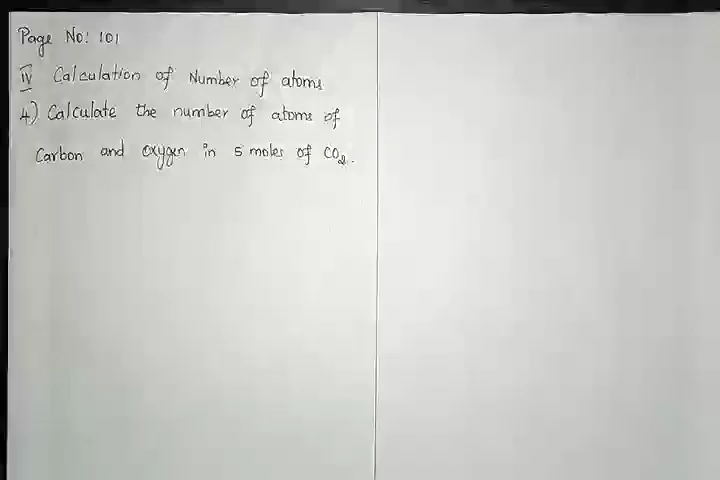 Page No: 101
IV Calculation of Number of atoms
4) Calculate the number of atoms of
Carbon and oxygen in 5 moles of CO₂.